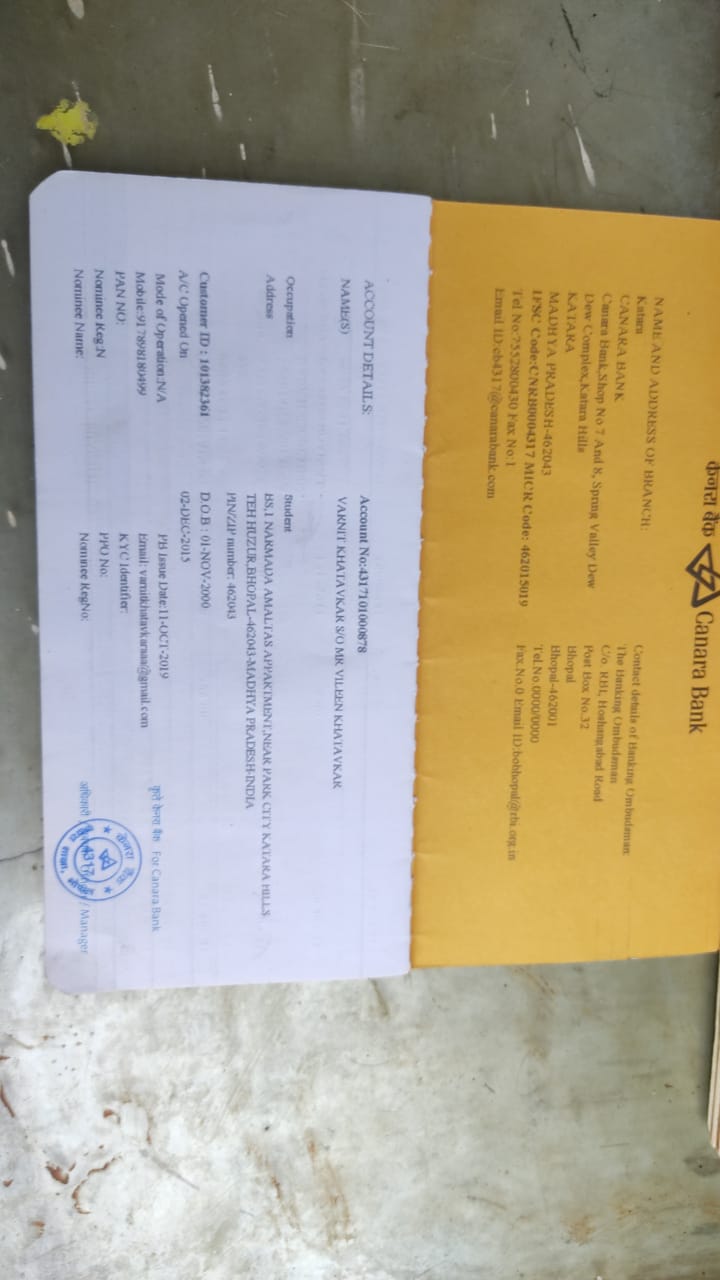 केनरा बैंक Canara Bank
NAME AND ADDRESS OF BRANCH:
Katara
CANARA BANK
Canara Bank,Shop No 7 And 8, Spring Valley Dew
Dew Complex,Katara Hills
KATARA
MADHYA PRADESH-462043
IFSC Code:CNRB0004317 MICR Code: 462015019
Tel No:7552800430 Fax No:1
Email ID:cb4317@canarabank.com
Contact details of Banking Ombudsman:
The Banking Ombudsman
C/o. RBI, Hoshangabad Road
Post Box No.32
Bhopal
Bhopal-462001
Tel.No.0000/0000
Fax.No.0 Email ID:bobhopal@rbi.org.in
ACCOUNT DETAILS: Account No:4317101000878
NAME(S) VARNIT KHATAVKAR S/O MR VILEEN KHATAVKAR
Occupation Student
Address HS.1 NARMADA AMALTAS APPARTMENT,NEAR PARK CITY KATARA HILLS
TEH HUZUR,BHOPAL-462043-MADHYA PRADESH-INDIA
PIN/ZIP number: 462043
Customer ID : 101382361 D.O.B : 01-NOV-2000
A/C Opened On 02-DEC-2015
Mode of Operation:N/A PB Issue Date:11-OCT-2019
Mobile:917898180499 Email: varnitkhatavkaraaa@gmail.com
PAN NO: KYC Identifier:
Nominee Reg:N PPO No:
Nominee Name: Nominee RegNo:
कृते केनरा बैंक For Canara Bank
केनरा बैंक
4317
/ Manager